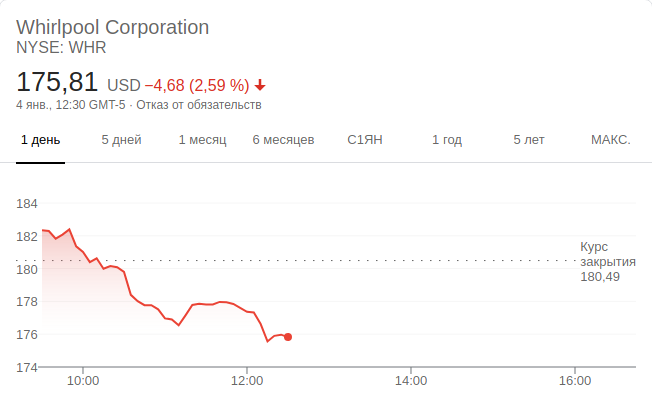 Whirlpool Corporation
NYSE: WHR
175,81 USD −4,68 (2,59 %)
4 янв., 12:30 GMT-5 · Отказ от обязательств
1 день 5 дней 1 месяц 6 месяцев С1ЯН 1 год 5 лет МАКС.
184
182
180
178
176
174
Курс
закрытия
180,49
10:00 12:00 14:00 16:00